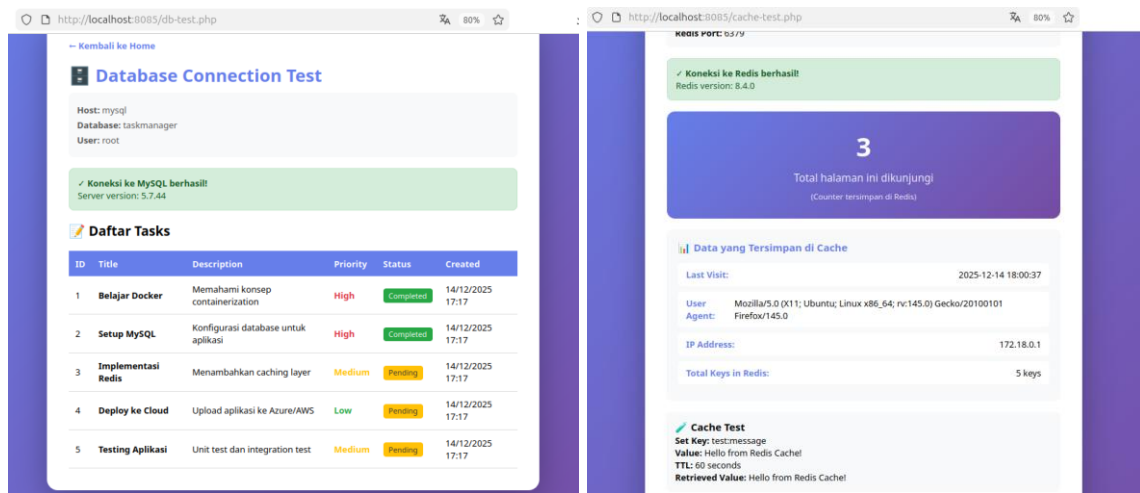 http://localhost:8085/db-test.php
80%
← Kembali ke Home
Database Connection Test
Host: mysql
Database: taskmanager
User: root
✓ Koneksi ke MySQL berhasil!
Server version: 5.7.44
Daftar Tasks
ID Title Description Priority Status Created
1 Belajar Docker Memahami konsep containerization High Completed 14/12/2025 17:17
2 Setup MySQL Konfigurasi database untuk aplikasi High Completed 14/12/2025 17:17
3 Implementasi Redis Menambahkan caching layer Medium Pending 14/12/2025 17:17
4 Deploy ke Cloud Upload aplikasi ke Azure/AWS Low Pending 14/12/2025 17:17
5 Testing Aplikasi Unit test dan integration test Medium Pending 14/12/2025 17:17
http://localhost:8085/cache-test.php
80%
Redis Port: 6379
✓ Koneksi ke Redis berhasil!
Redis version: 8.4.0
3
Total halaman ini dikunjungi
(Counter tersimpan di Redis)
Data yang Tersimpan di Cache
Last Visit: 2025-12-14 18:00:37
User Agent: Mozilla/5.0 (X11; Ubuntu; Linux x86_64; rv:145.0) Gecko/20100101
Firefox/145.0
IP Address: 172.18.0.1
Total Keys in Redis: 5 keys
Cache Test
Set Key: test:message
Value: Hello from Redis Cache!
TTL: 60 seconds
Retrieved Value: Hello from Redis Cache!